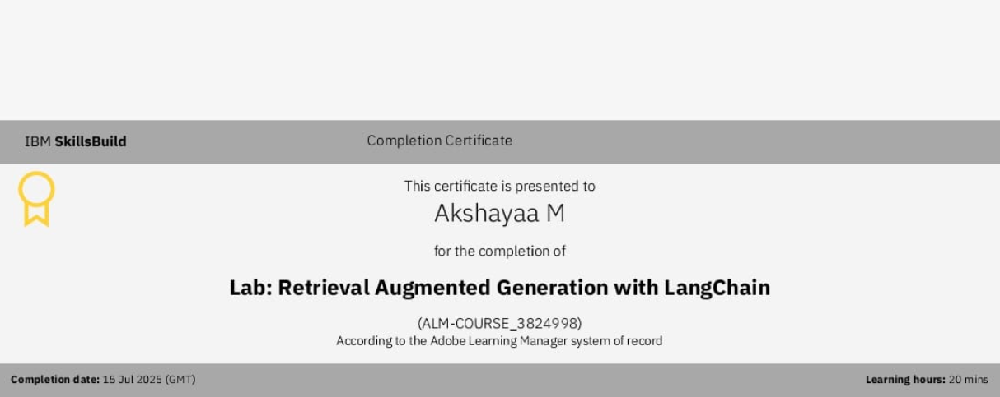 IBM SkillsBuild
Completion Certificate
This certificate is presented to
Akshayaa M
for the completion of
Lab: Retrieval Augmented Generation with LangChain
(ALM-COURSE_3824998)
According to the Adobe Learning Manager system of record
Completion date: 15 Jul 2025 (GMT)
Learning hours: 20 mins